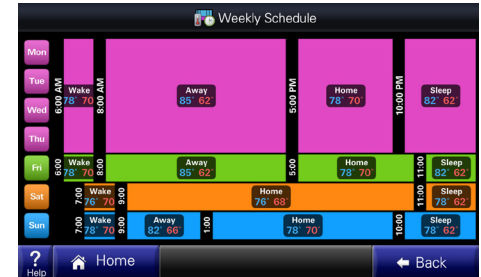 Weekly Schedule
Mon
Tue
Wed
Thu
6:00 AM
Wake
78° 70°
8:00 AM
Away
85° 62°
5:00 PM
Home
78° 70°
10:00 PM
Sleep
82° 62°
Fri
6:00
Wake
78° 70°
8:00
Away
85° 62°
5:00
Home
78° 70°
11:00
Sleep
82° 62°
Sat
7:00
Wake
76° 70°
9:00
Home
76° 68°
11:00
Sleep
78° 62°
Sun
7:00
Wake
78° 70°
9:00
Away
82° 66°
1:00
Home
78° 70°
10:00
Sleep
78° 62°
?
Help
Home
Back